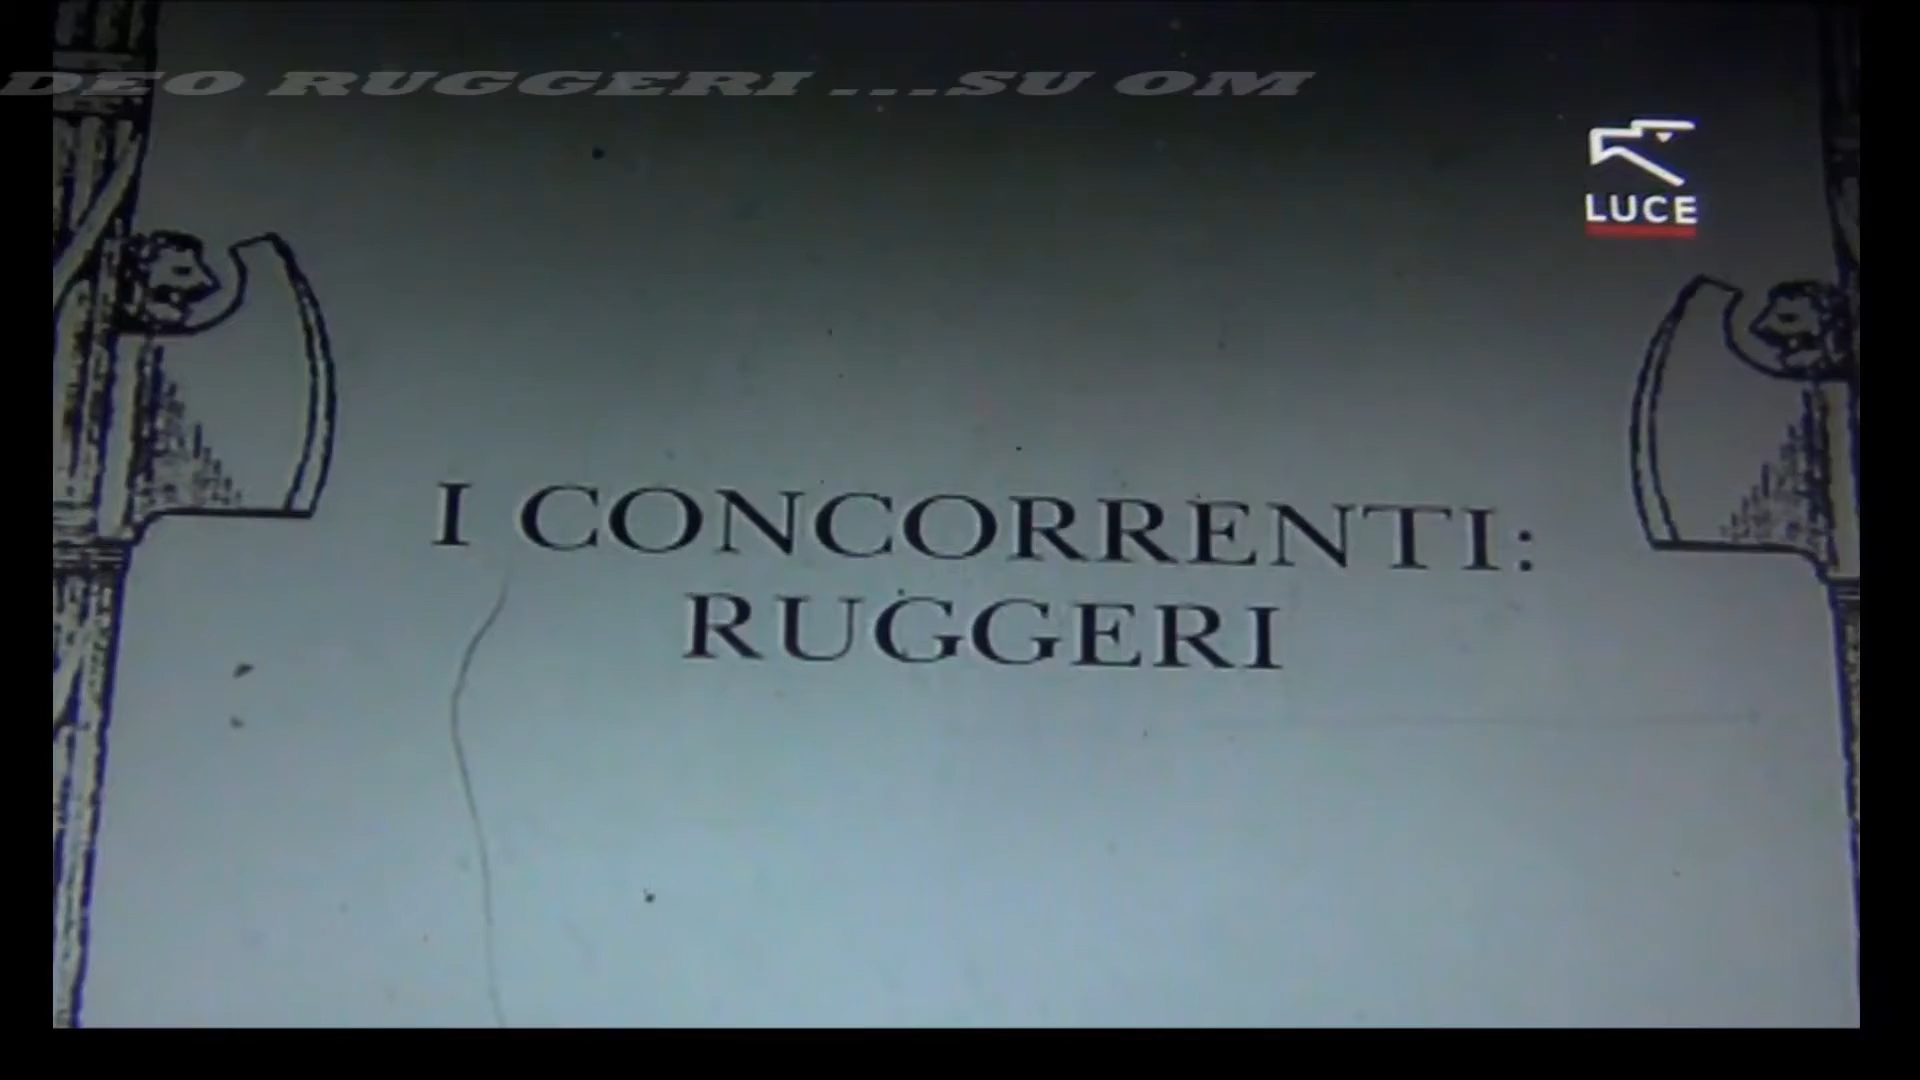 DEO RUGGERI ...SU OM
LUCE
I CONCORRENTI:
RUGGERI